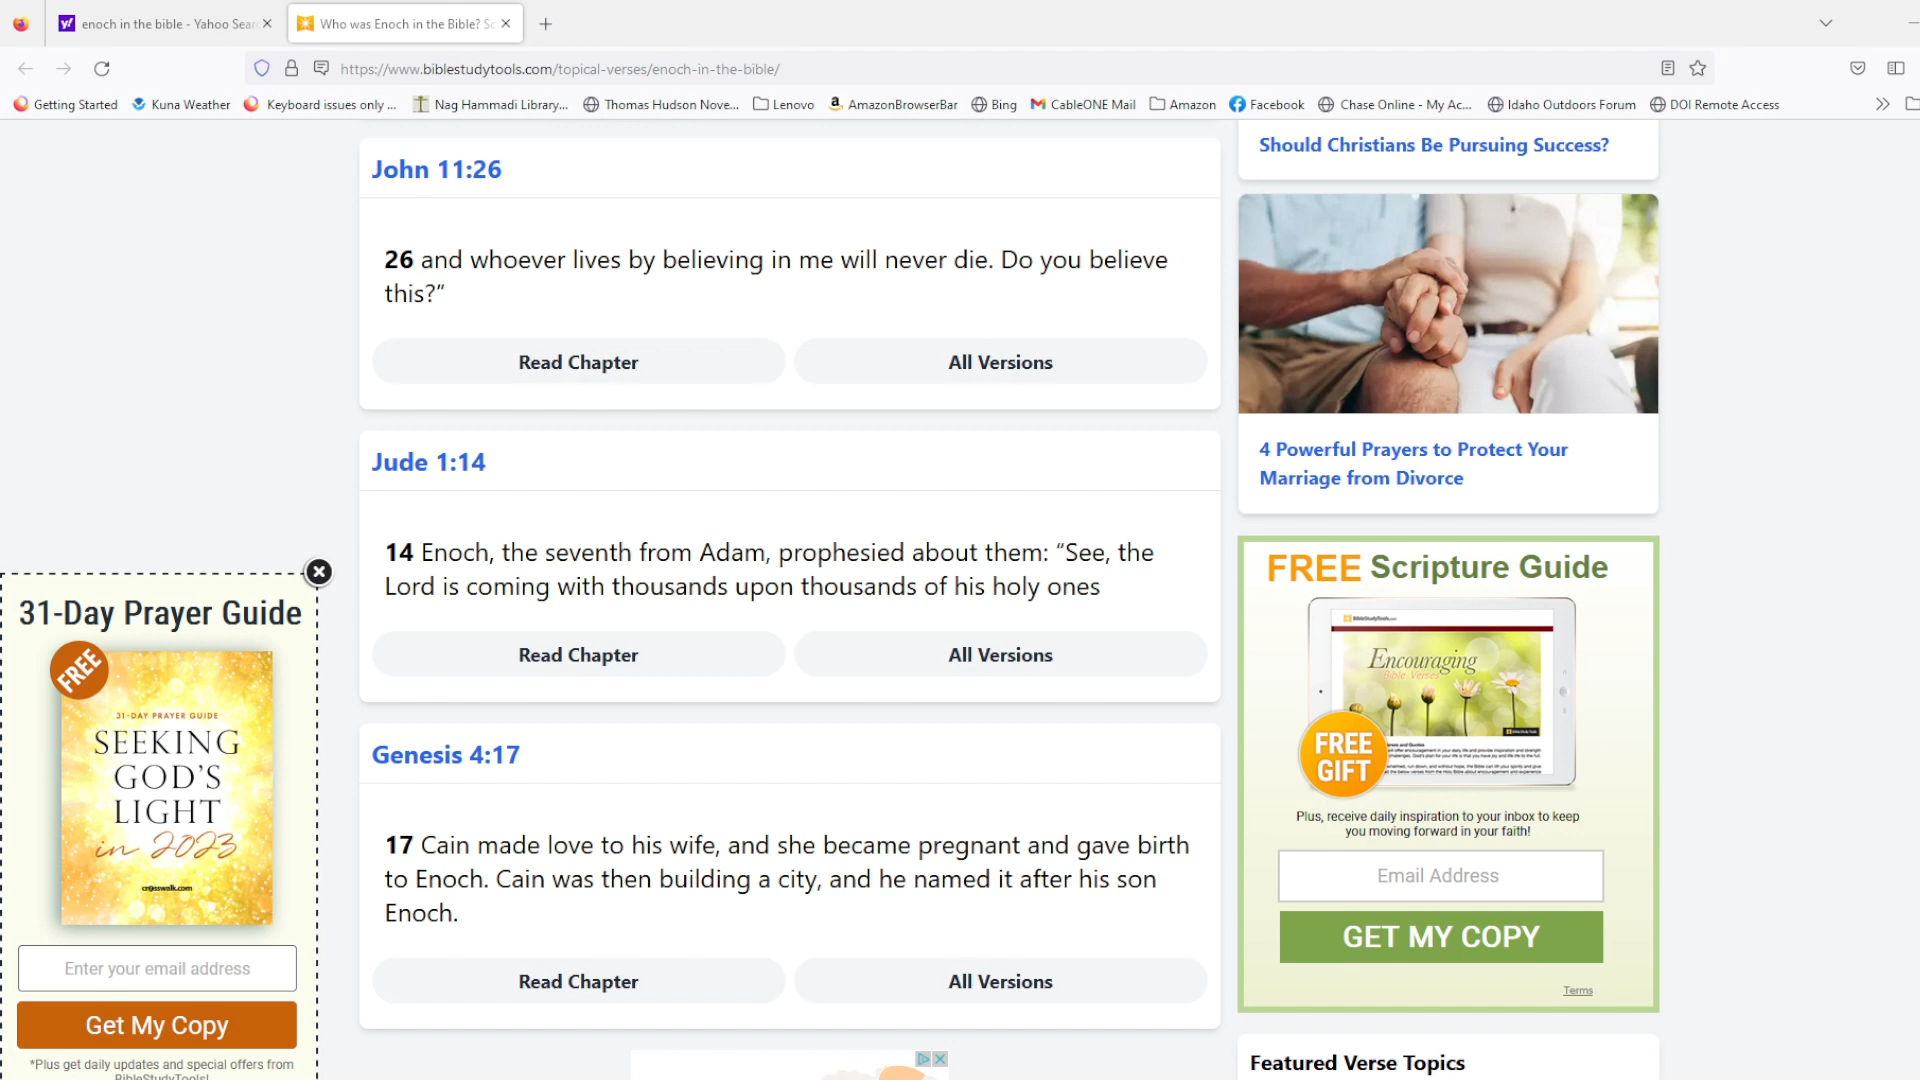 enoch in the bible - Yahoo Sear
Who was Enoch in the Bible? Sc
https://www.biblestudytools.com/topical-verses/enoch-in-the-bible/
Getting Started
Kuna Weather
Keyboard issues only ...
Nag Hammadi Library...
Thomas Hudson Nove...
Lenovo
AmazonBrowserBar
Bing
CableONE Mail
Amazon
Facebook
Chase Online - My Ac...
Idaho Outdoors Forum
DOI Remote Access
John 11:26
26 and whoever lives by believing in me will never die. Do you believe
this?”
Read Chapter
All Versions
Jude 1:14
14 Enoch, the seventh from Adam, prophesied about them: “See, the
Lord is coming with thousands upon thousands of his holy ones
Read Chapter
All Versions
Genesis 4:17
17 Cain made love to his wife, and she became pregnant and gave birth
to Enoch. Cain was then building a city, and he named it after his son
Enoch.
Read Chapter
All Versions
31-Day Prayer Guide
FREE
31-DAY PRAYER GUIDE
SEEKING
GOD'S
LIGHT
in 2023
crosswalk.com
Enter your email address
Get My Copy
*Plus get daily updates and special offers from
BibleStudyTools!
Should Christians Be Pursuing Success?
4 Powerful Prayers to Protect Your
Marriage from Divorce
FREE Scripture Guide
Encouraging
Bible Verses
FREE
GIFT
Plus, receive daily inspiration to your inbox to keep
you moving forward in your faith!
Email Address
GET MY COPY
Terms
Featured Verse Topics